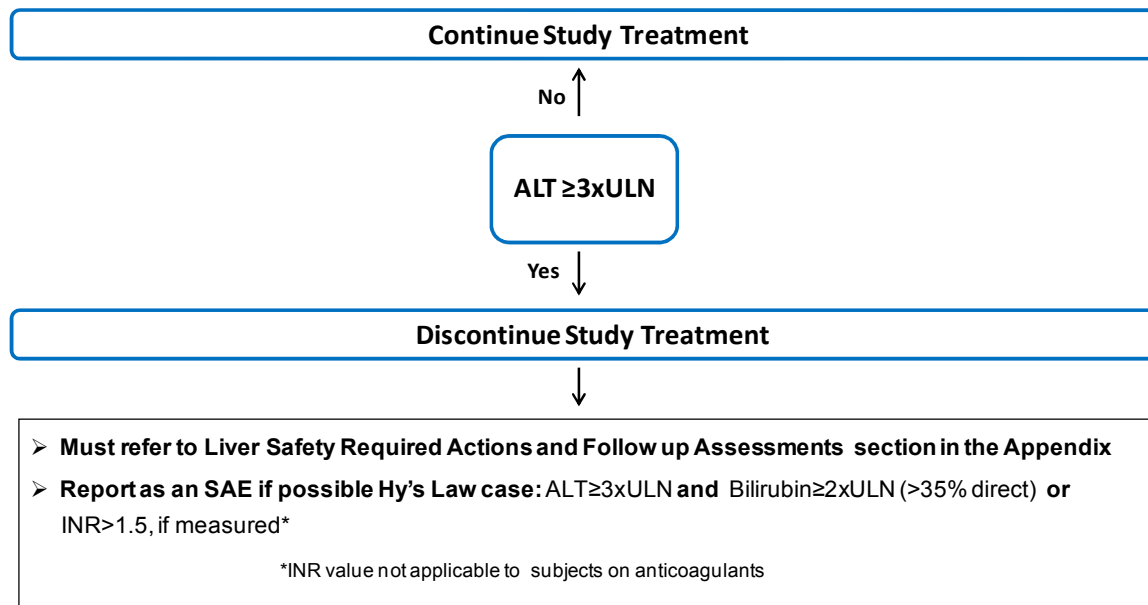 Continue Study Treatment
No
ALT ≥3xULN
Yes
Discontinue Study Treatment
➢ Must refer to Liver Safety Required Actions and Follow up Assessments section in the Appendix
➢ Report as an SAE if possible Hy's Law case: ALT≥3xULN and Bilirubin≥2xULN (>35% direct) or
INR>1.5, if measured*
*INR value not applicable to subjects on anticoagulants